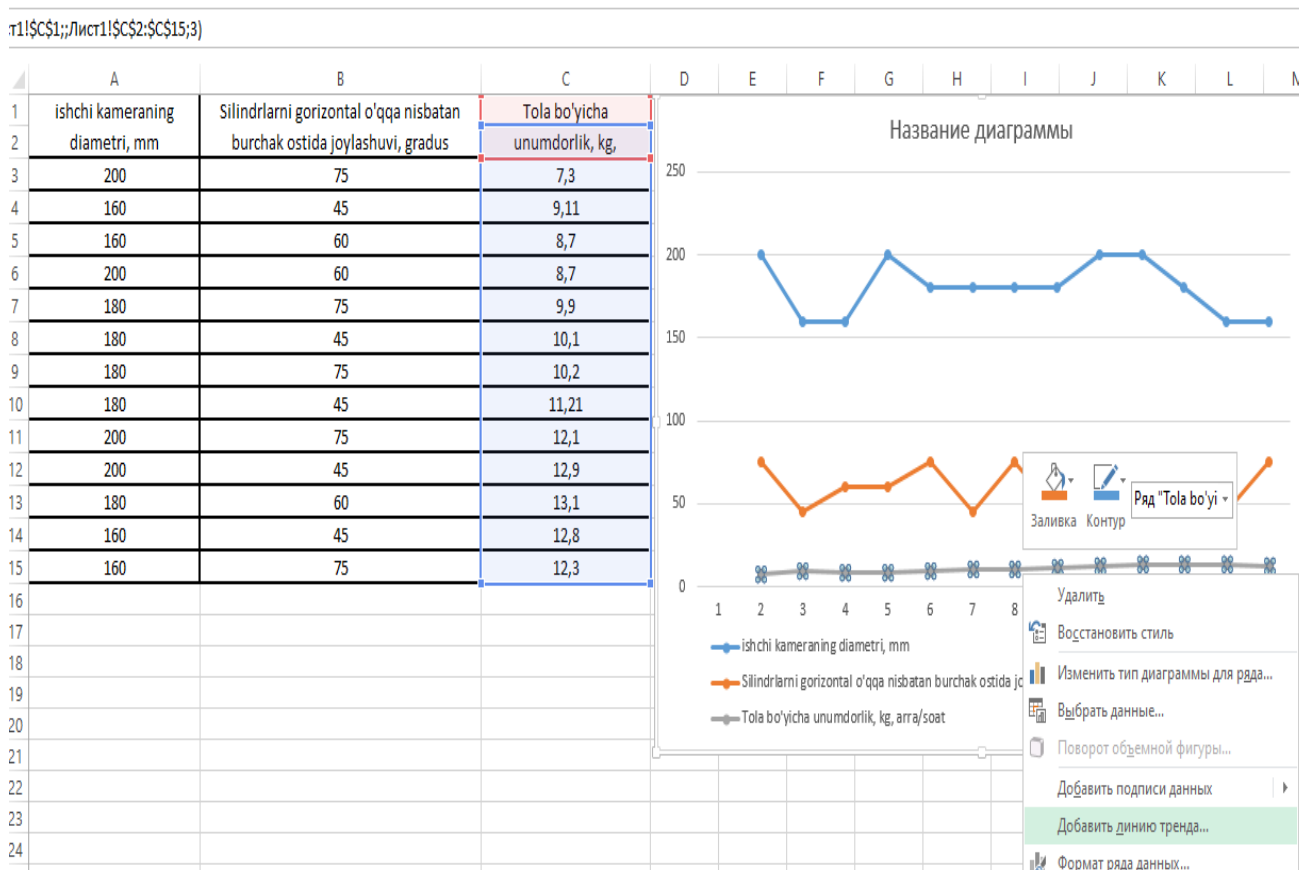 ст1!$C$1;;Лист1!$C$2:$C$15;3)
A B C D E F G H I J K L M
1 ishchi kameraning Silindrlarni gorizontal o'qqa nisbatan Tola bo'yicha
2 diametri, mm burchak ostida joylashuvi, gradus unumdorlik, kg,
3 200 75 7,3
4 160 45 9,11
5 160 60 8,7
6 200 60 8,7
7 180 75 9,9
8 180 45 10,1
9 180 75 10,2
10 180 45 11,21
11 200 75 12,1
12 200 45 12,9
13 180 60 13,1
14 160 45 12,8
15 160 75 12,3
16
17
18
19
20
21
22
23
24
Название диаграммы
250
200
150
100
50
0
1 2 3 4 5 6 7 8
ishchi kameraning diametri, mm
Silindrlarni gorizontal o'qqa nisbatan burchak ostida jo
Tola bo'yicha unumdorlik, kg, arra/soat
Заливка Контур
Ряд "Tola bo'yi
Удалить
Восстановить стиль
Изменить тип диаграммы для ряда...
Выбрать данные...
Поворот объемной фигуры...
Добавить подписи данных
Добавить линию тренда...
Формат ряда данных...